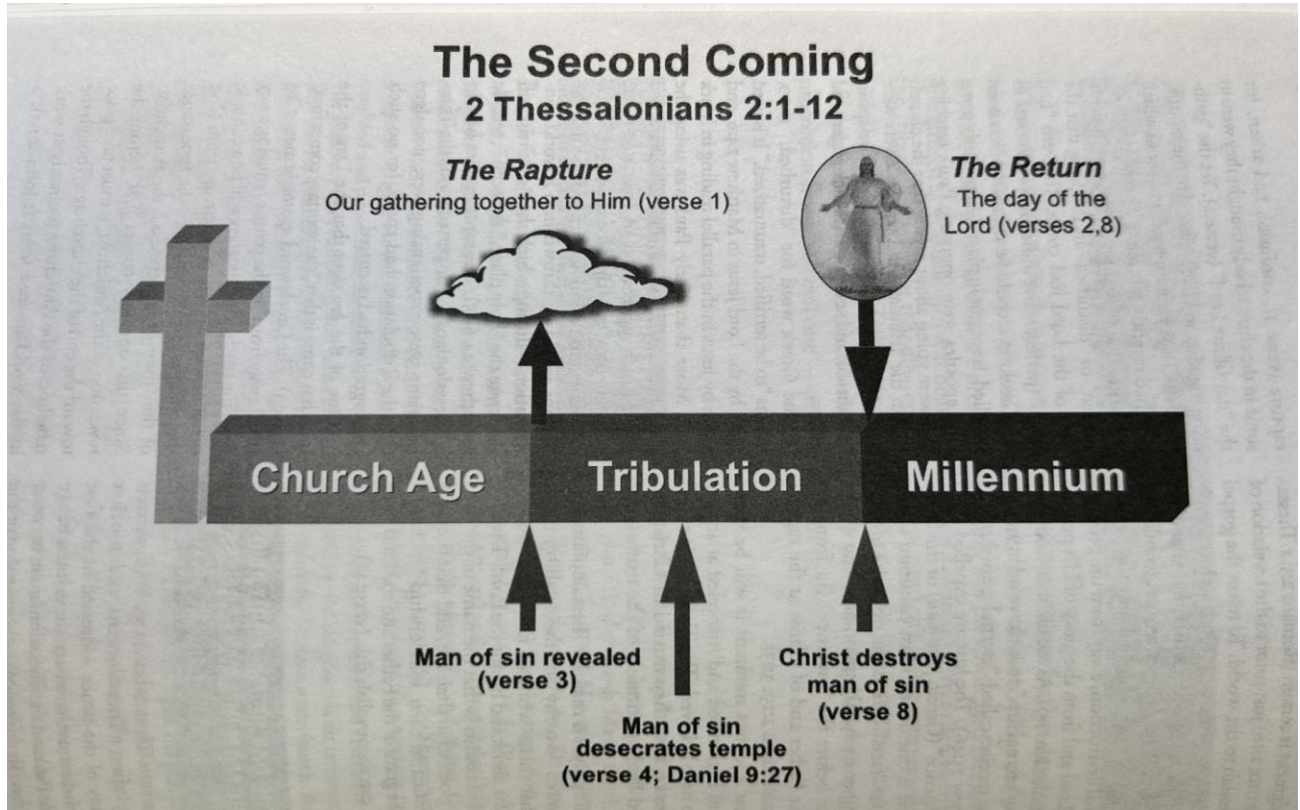 The Second Coming
2 Thessalonians 2:1-12
The Rapture
Our gathering together to Him (verse 1)
The Return
The day of the
Lord (verses 2,8)
Church Age
Tribulation
Millennium
Man of sin revealed
(verse 3)
Man of sin
desecrates temple
(verse 4; Daniel 9:27)
Christ destroys
man of sin
(verse 8)